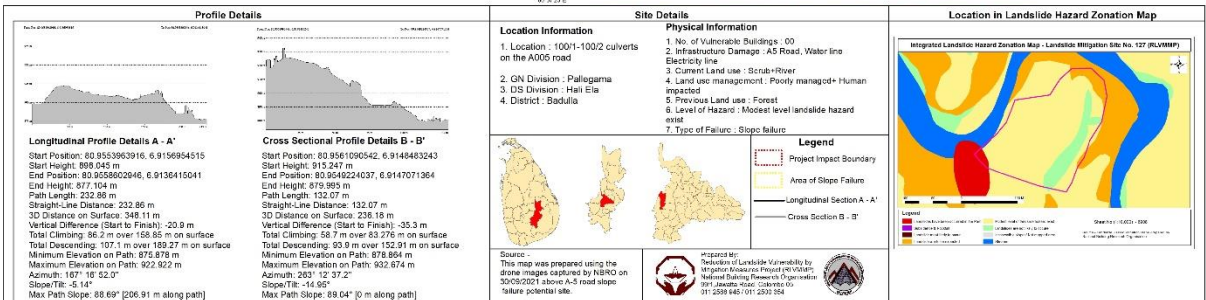 Profile Details
Longitudinal Profile Details A - A'
Start Position: 80.9553963916, 6.9156954515
Start Height: 898.045 m
End Position: 80.9558602946, 6.9136415041
End Height: 877.104 m
Path Length: 232.86 m
Straight-Line Distance: 232.86 m
3D Distance on Surface: 348.11 m
Vertical Difference (Start to Finish): -20.9 m
Total Climbing: 86.2 m over 158.85 m on surface
Total Descending: 107.1 m over 189.27 m on surface
Minimum Elevation on Path: 875.878 m
Maximum Elevation on Path: 922.922 m
Azimuth: 167° 16' 52.0"
Slope/Tilt: -5.14°
Max Path Slope: 88.69° [206.91 m along path]
Cross Sectional Profile Details B - B'
Start Position: 80.9561090542, 6.9148483243
Start Height: 915.247 m
End Position: 80.9549224037, 6.9147071364
End Height: 879.995 m
Path Length: 132.07 m
Straight-Line Distance: 132.07 m
3D Distance on Surface: 236.18 m
Vertical Difference (Start to Finish): -35.3 m
Total Climbing: 58.7 m over 83.276 m on surface
Total Descending: 93.9 m over 152.91 m on surface
Minimum Elevation on Path: 878.864 m
Maximum Elevation on Path: 932.674 m
Azimuth: 263° 12' 37.2"
Slope/Tilt: -14.95°
Max Path Slope: 89.04° [0 m along path]
Site Details
Location Information
1. Location : 100/1-100/2 culverts
on the A005 road
2. GN Division : Pallegama
3. DS Division : Hali Ela
4. District : Badulla
Physical Information
1. No. of Vulnerable Buildings : 00
2. Infrastructure Damage : A5 Road, Water line
Electricity line
3. Current Land use : Scrub+River
4. Land use management : Poorly managed+ Human
impacted
5. Previous Land use : Forest
6. Level of Hazard : Modest level landslide hazard
exist
7. Type of Failure : Slope failure
Legend
Project Impact Boundary
Area of Slope Failure
Longitudinal Section A - A'
Cross Section B - B'
Source -
This map was prepared using the
drone images captured by NBRO on
30/09/2021 above A-5 road slope
failure potential site.
Prepared By:
Reduction of Landslide Vulnerability by
Mitigation Measures Project (RLVMMP)
National Building Research Organisation
99/1 Jawatta Road Colombo 05
011 2588 946 / 011 2500 354
Location in Landslide Hazard Zonation Map
Integrated Landslide Hazard Zonation Map - Landslide Mitigation Site No. 127 (RLVMMP)
Legend